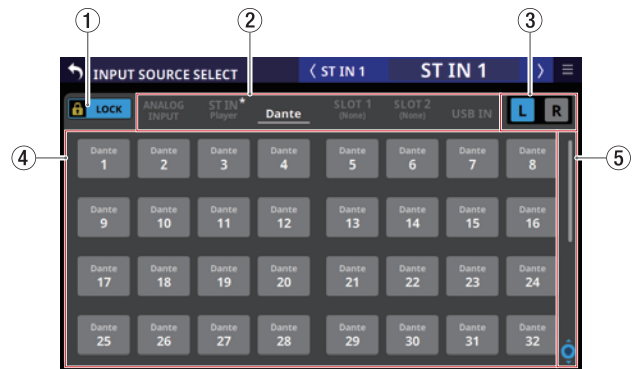 1 2 3
INPUT SOURCE SELECT ST IN 1 ST IN 1
LOCK ANALOG INPUT ST IN★ Player Dante SLOT 1 (None) SLOT 2 (None) USB IN L R
4 5
Dante 1 Dante 2 Dante 3 Dante 4 Dante 5 Dante 6 Dante 7 Dante 8
Dante 9 Dante 10 Dante 11 Dante 12 Dante 13 Dante 14 Dante 15 Dante 16
Dante 17 Dante 18 Dante 19 Dante 20 Dante 21 Dante 22 Dante 23 Dante 24
Dante 25 Dante 26 Dante 27 Dante 28 Dante 29 Dante 30 Dante 31 Dante 32